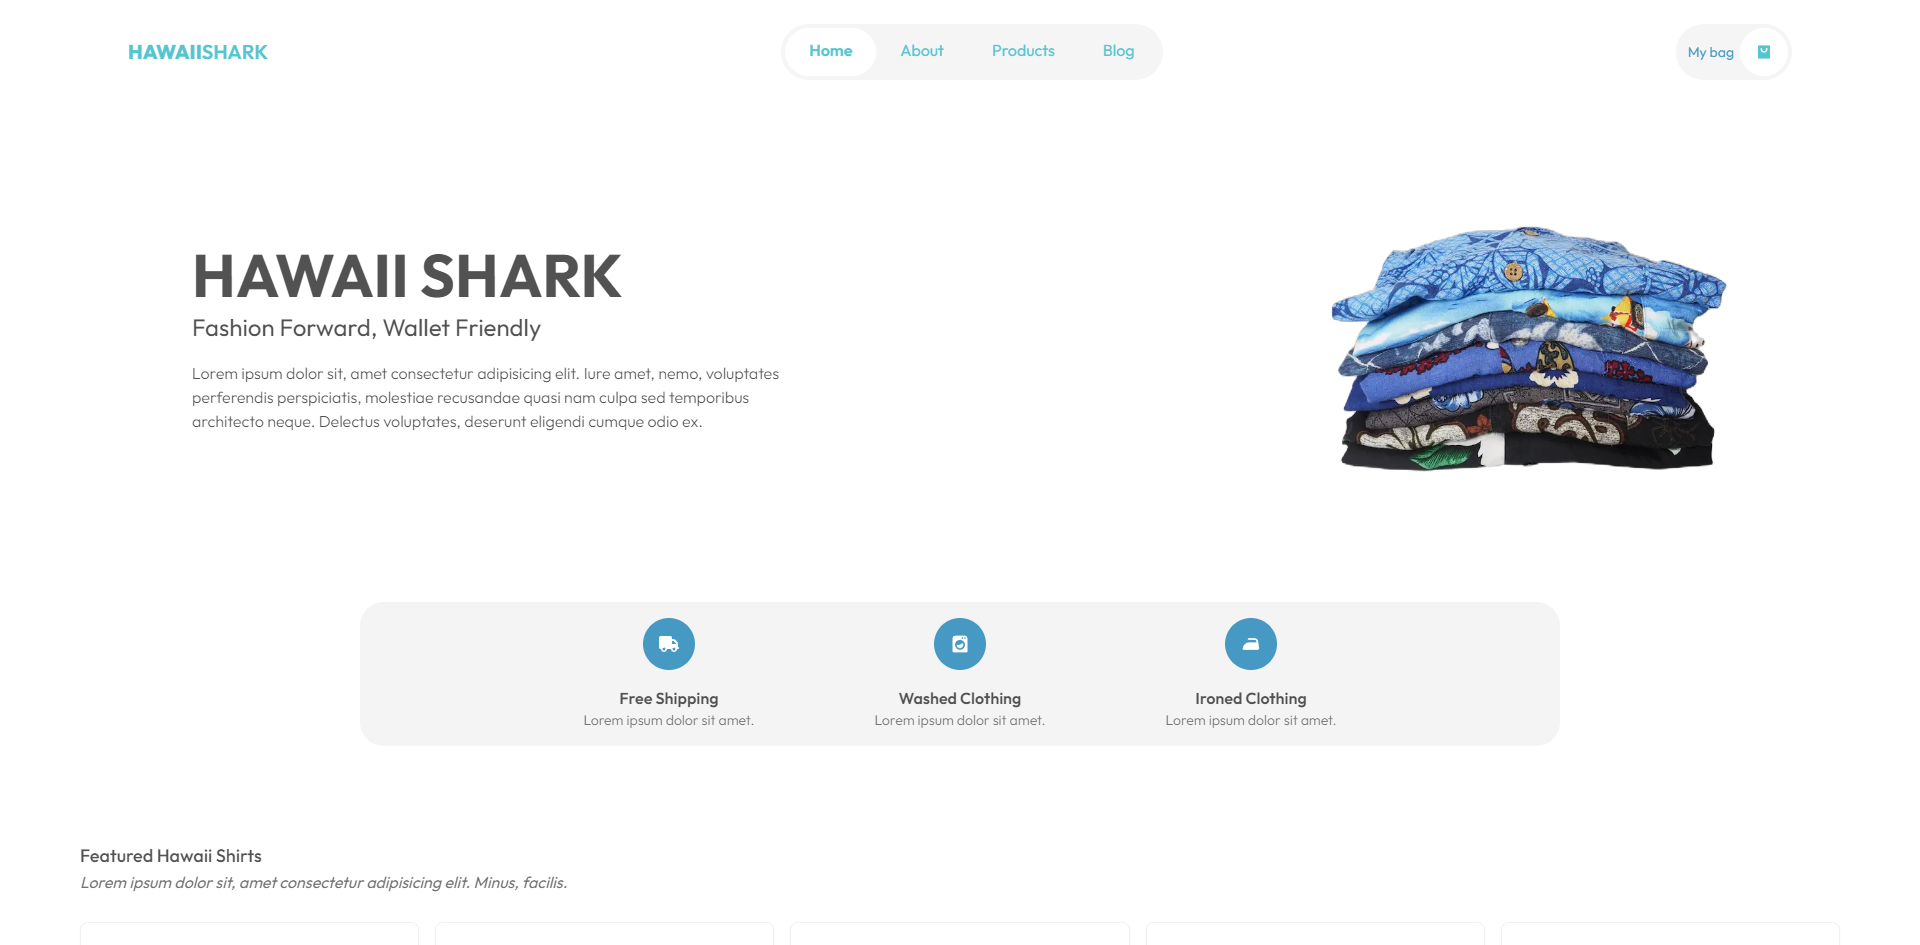 HAWAIISHARK
Home About Products Blog
My bag
HAWAII SHARK
Fashion Forward, Wallet Friendly
Lorem ipsum dolor sit, amet consectetur adipisicing elit. Iure amet, nemo, voluptates
perferendis perspiciatis, molestiae recusandae quasi nam culpa sed temporibus
architecto neque. Delectus voluptates, deserunt eligendi cumque odio ex.
Free Shipping
Lorem ipsum dolor sit amet.
Washed Clothing
Lorem ipsum dolor sit amet.
Ironed Clothing
Lorem ipsum dolor sit amet.
Featured Hawaii Shirts
Lorem ipsum dolor sit, amet consectetur adipisicing elit. Minus, facilis.